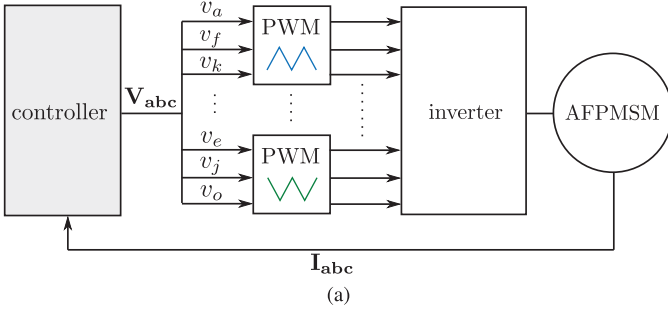 controller
V_abc
v_a
v_f
v_k
PWM
v_e
v_j
v_o
PWM
inverter
AFPMSM
I_abc
(a)